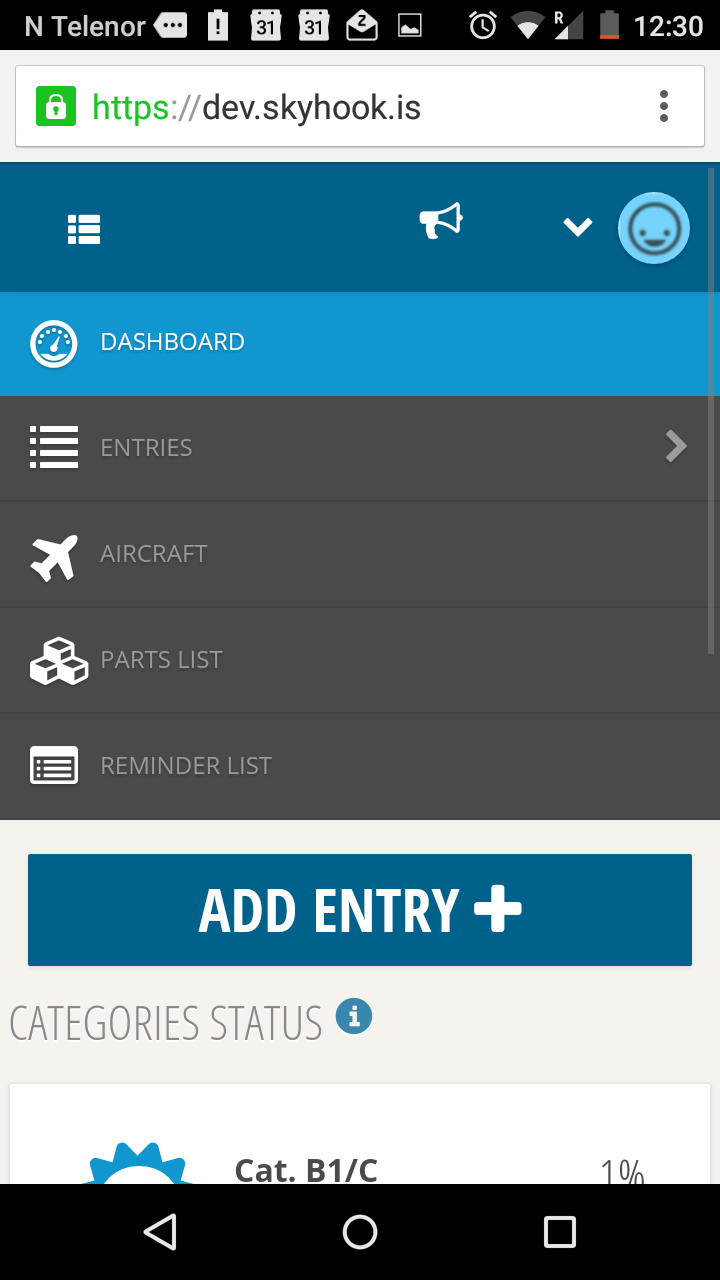 N Telenor 31 31 R 12:30
https://dev.skyhook.is
DASHBOARD
ENTRIES
AIRCRAFT
PARTS LIST
REMINDER LIST
ADD ENTRY
CATEGORIES STATUS
Cat. B1/C 1%